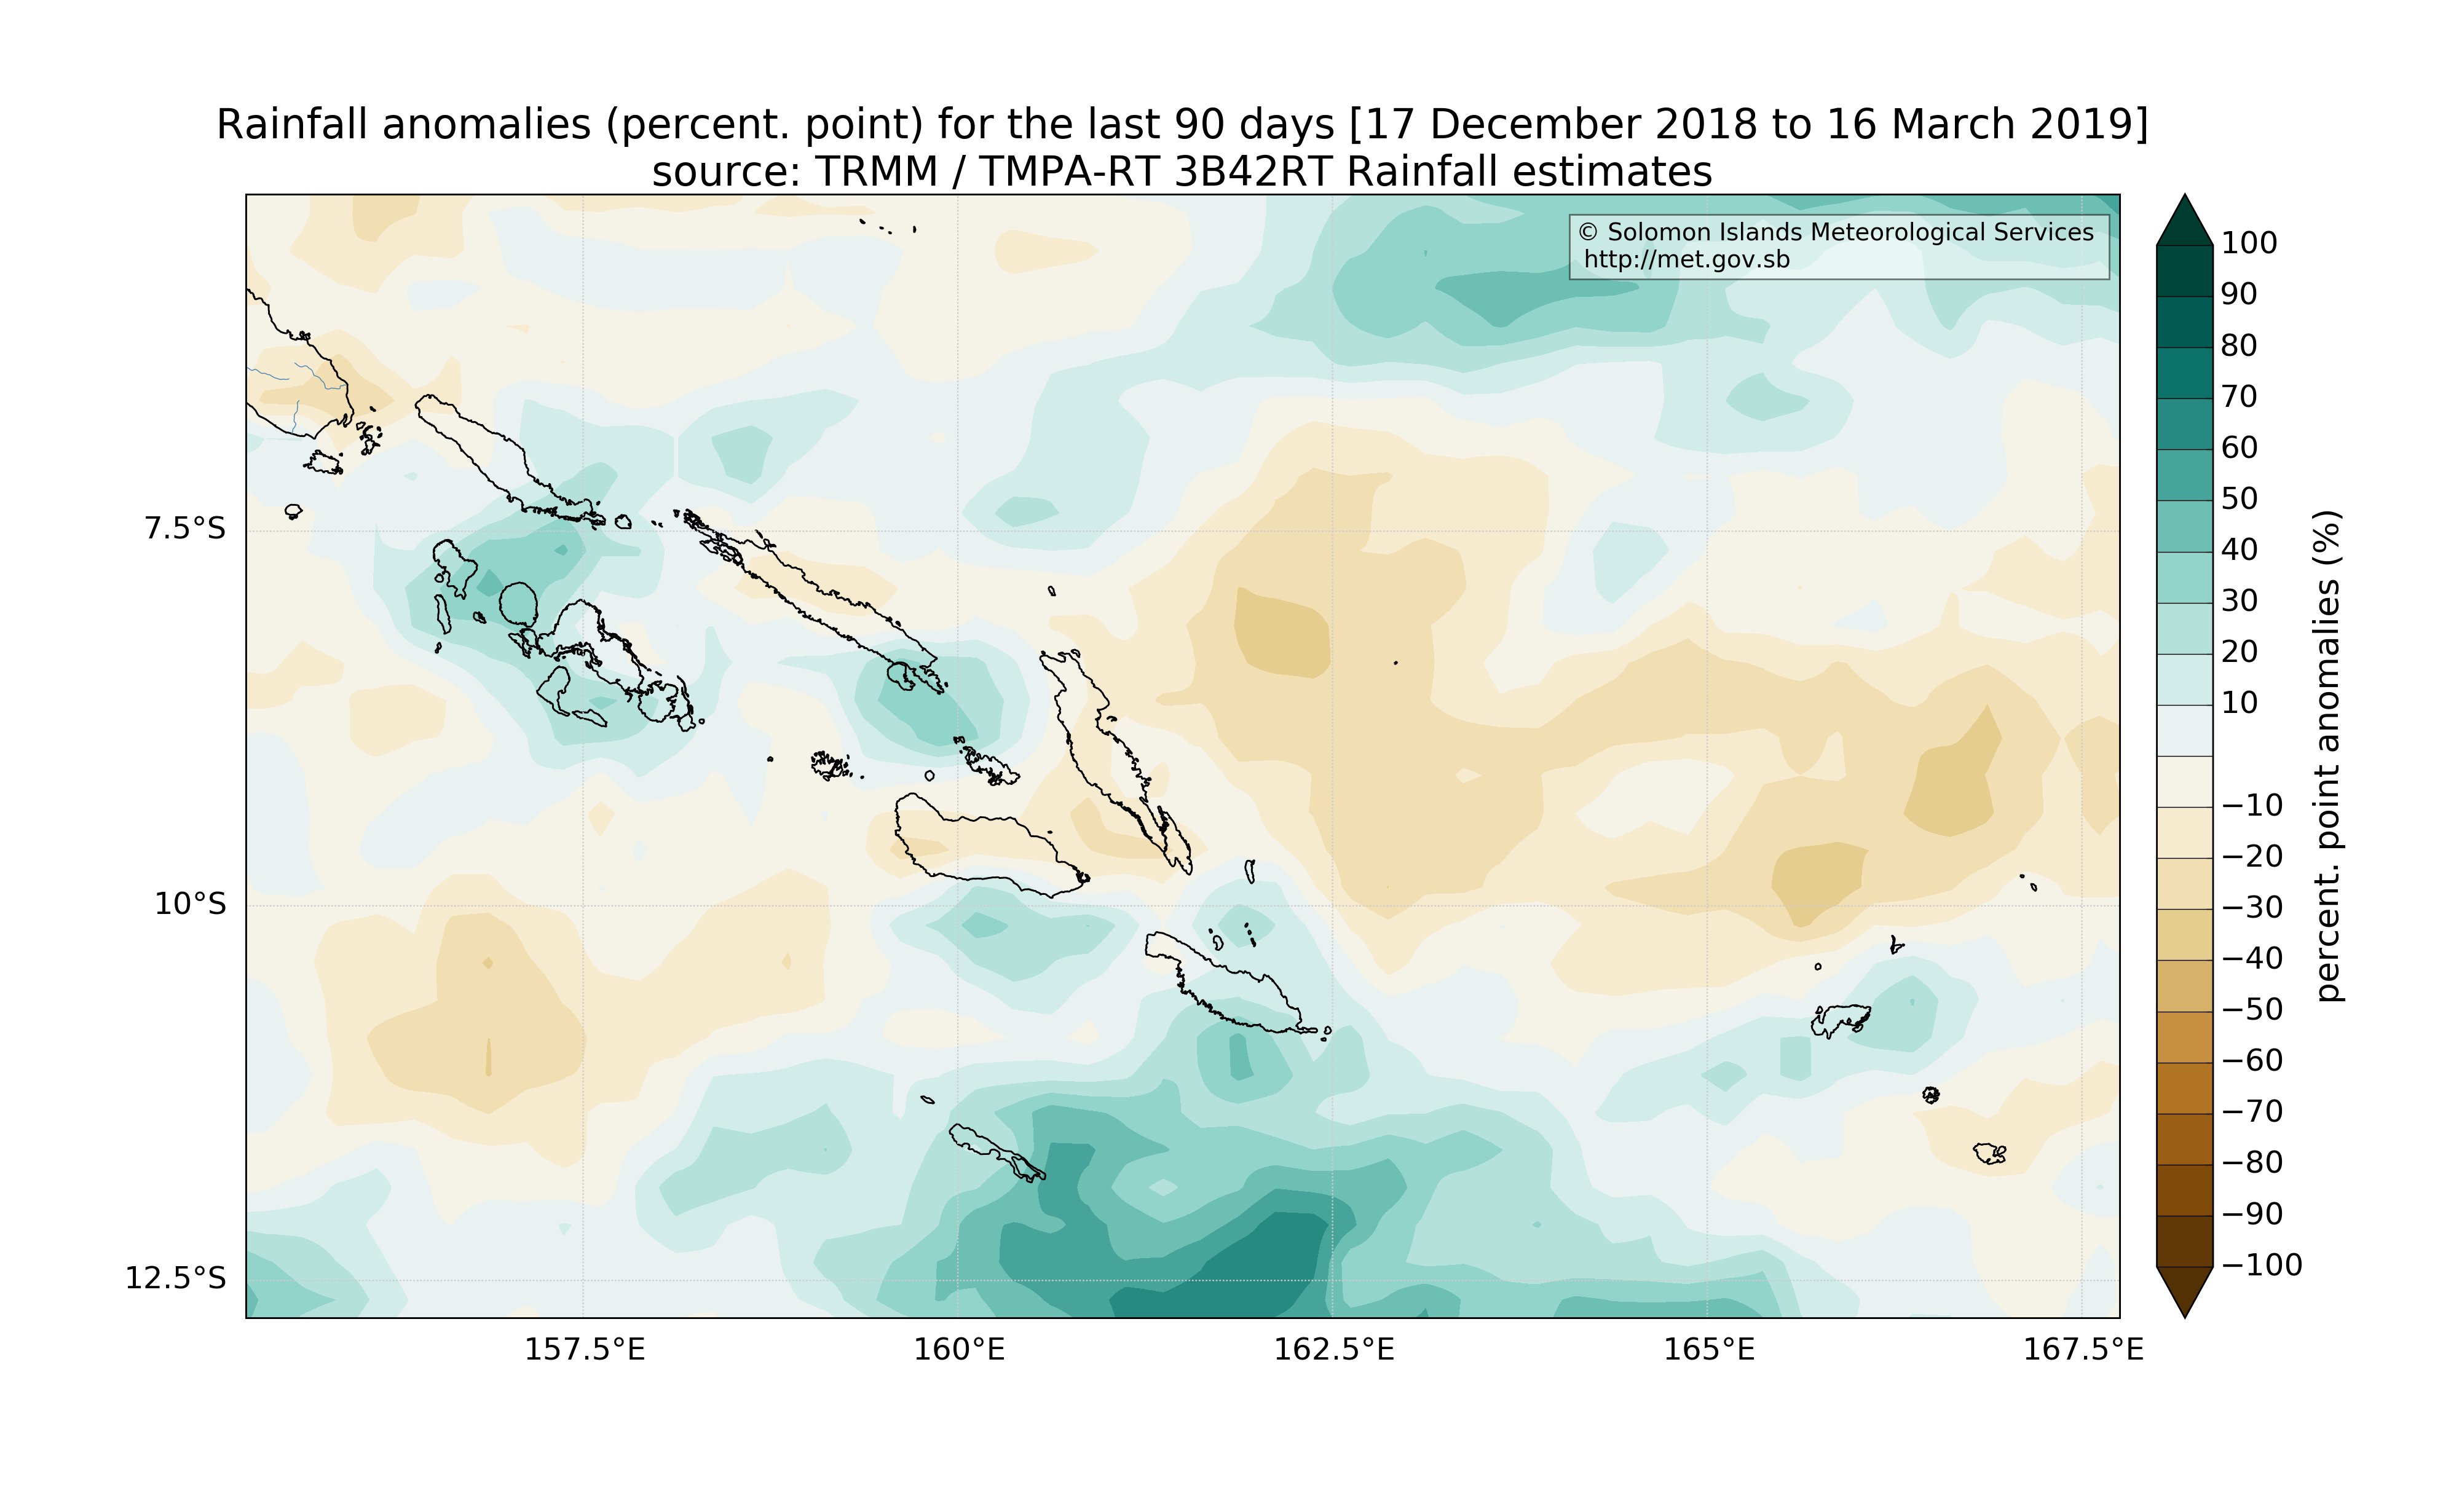 Rainfall anomalies (percent. point) for the last 90 days [17 December 2018 to 16 March 2019]
source: TRMM / TMPA-RT 3B42RT Rainfall estimates
© Solomon Islands Meteorological Services
http://met.gov.sb
7.5°S
10°S
12.5°S
157.5°E
160°E
162.5°E
165°E
167.5°E
100
90
80
70
60
50
40
30
20
10
−10
−20
−30
−40
−50
−60
−70
−80
−90
−100
percent. point anomalies (%)